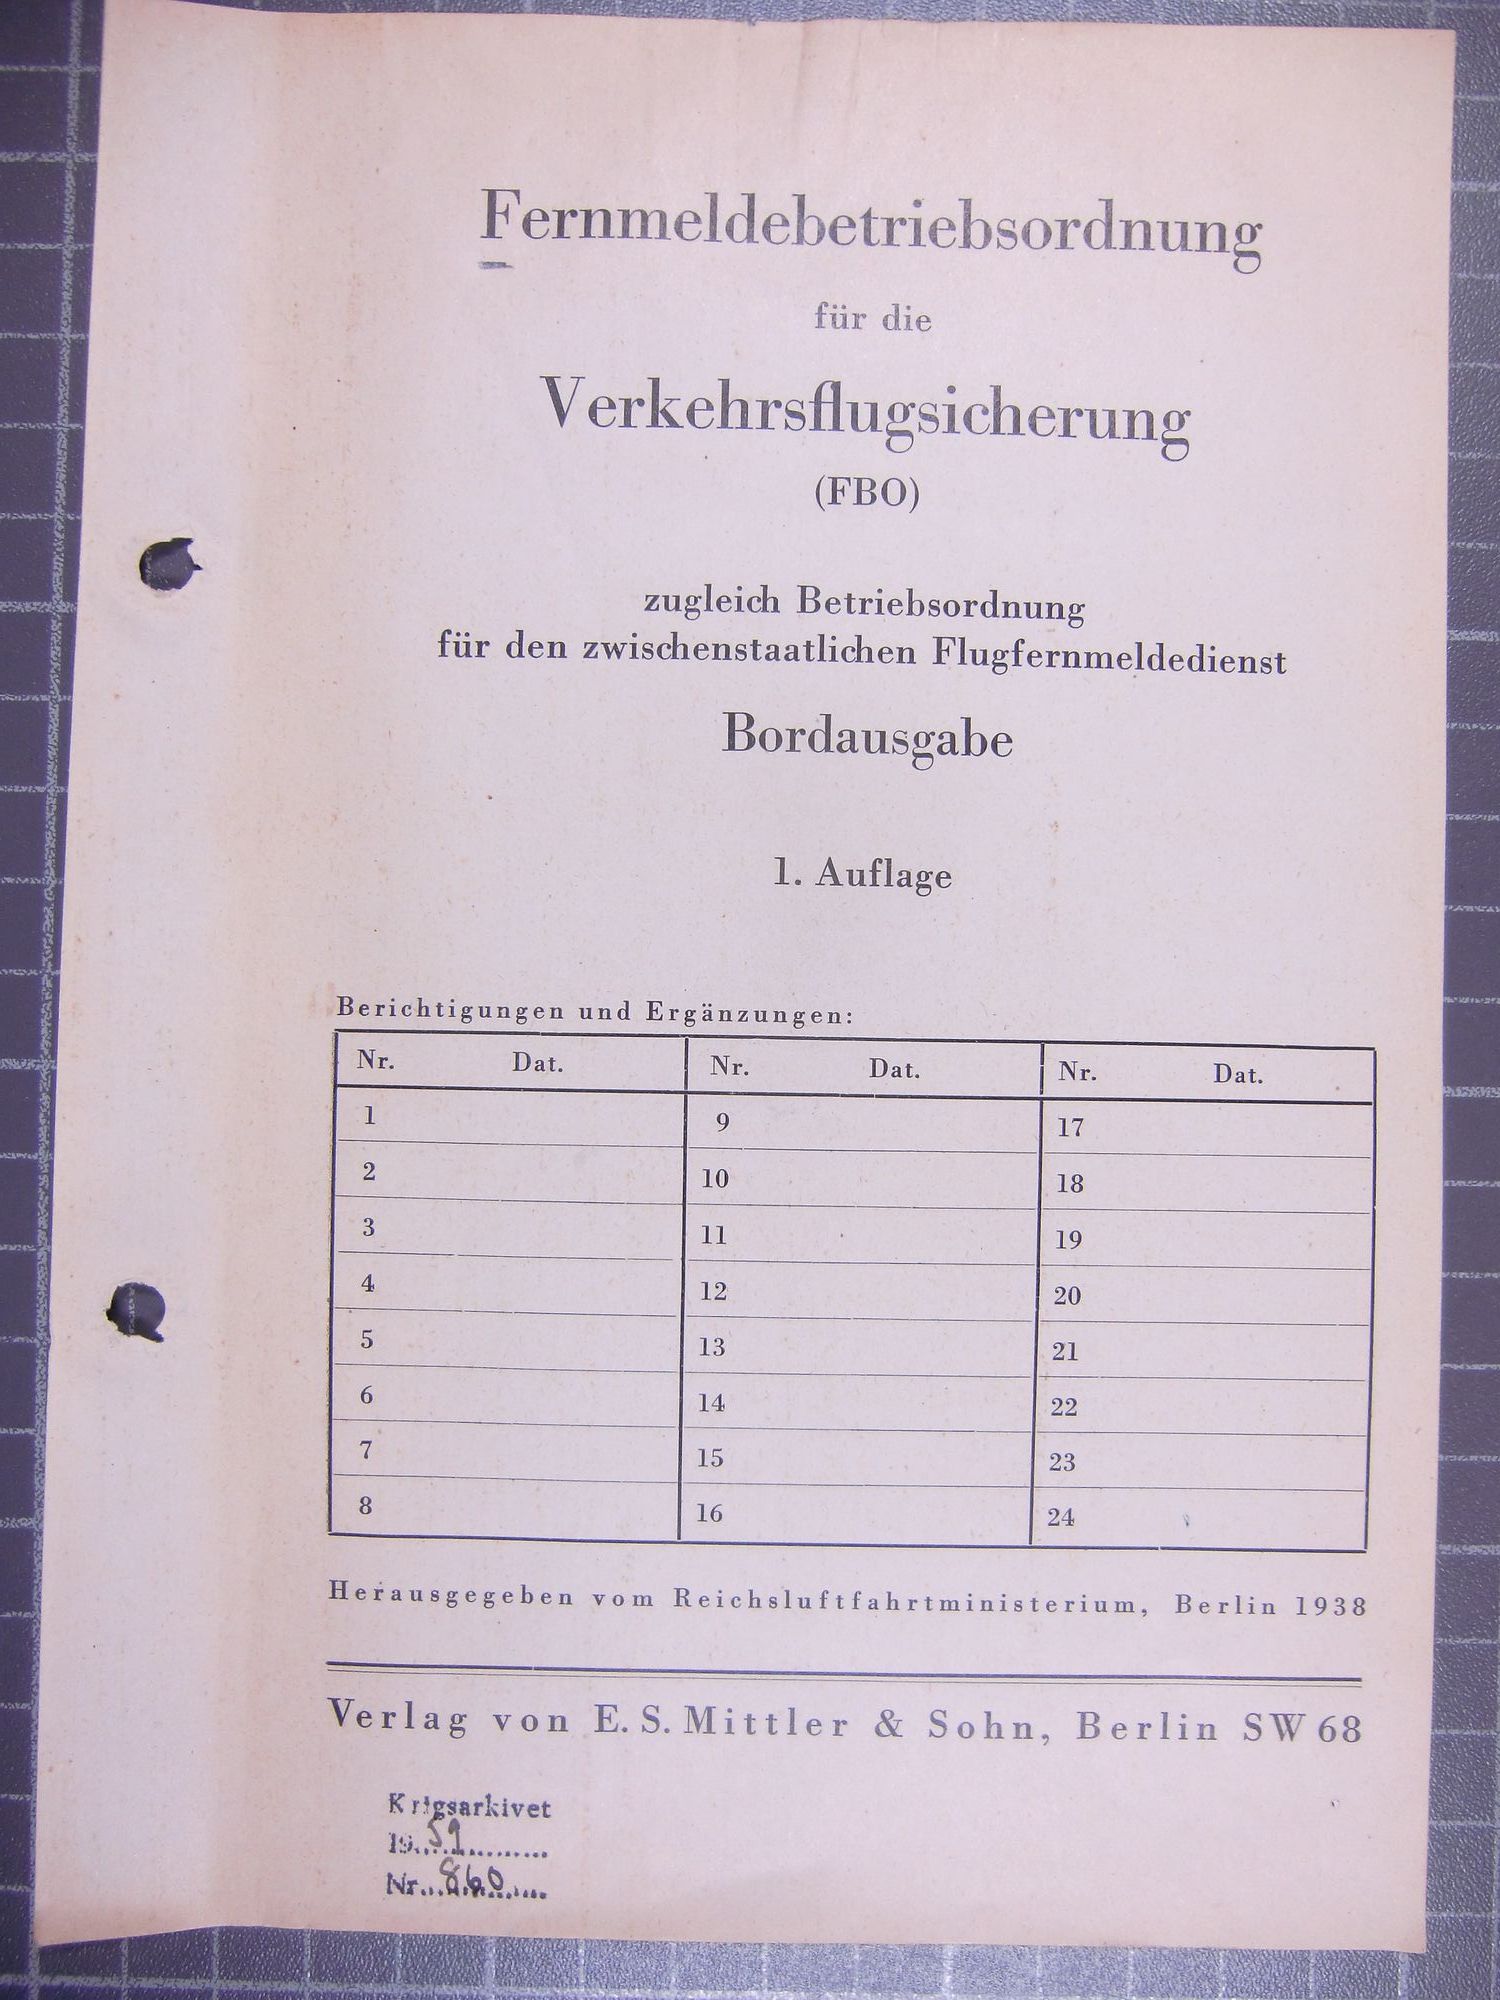 Fernmeldebetriebsordnung
für die
Verkehrsflugsicherung
(FBO)
zugleich Betriebsordnung
für den zwischenstaatlichen Flugfernmeldedienst
Bordausgabe
1. Auflage
Berichtigungen und Ergänzungen:
Nr. Dat. Nr. Dat. Nr. Dat.
1 9 17
2 10 18
3 11 19
4 12 20
5 13 21
6 14 22
7 15 23
8 16 24
Herausgegeben vom Reichsluftfahrtministerium, Berlin 1938
Verlag von E. S. Mittler & Sohn, Berlin SW 68
Krigsarkivet
19 59
Nr. 860